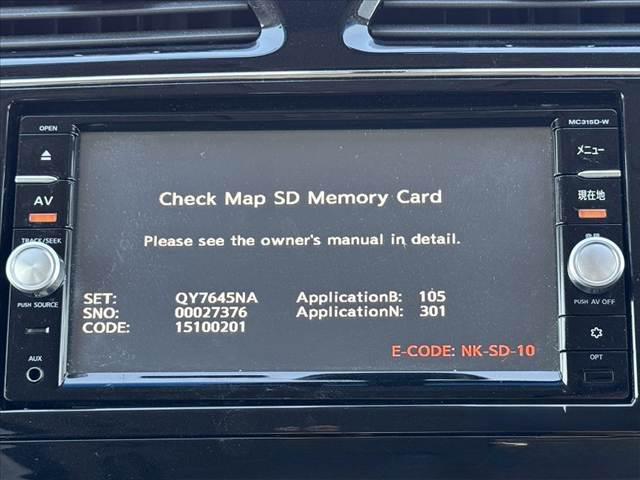 OPEN
MC315D-W
メニュー
AV
現在地
TRACK/SEEK
PUSH SOURCE
PUSH AV OFF
AUX
OPT
Check Map SD Memory Card
Please see the owner's manual in detail.
SET: QY7645NA ApplicationB: 105
SNO: 00027376 ApplicationN: 301
CODE: 15100201
E-CODE: NK-SD-10